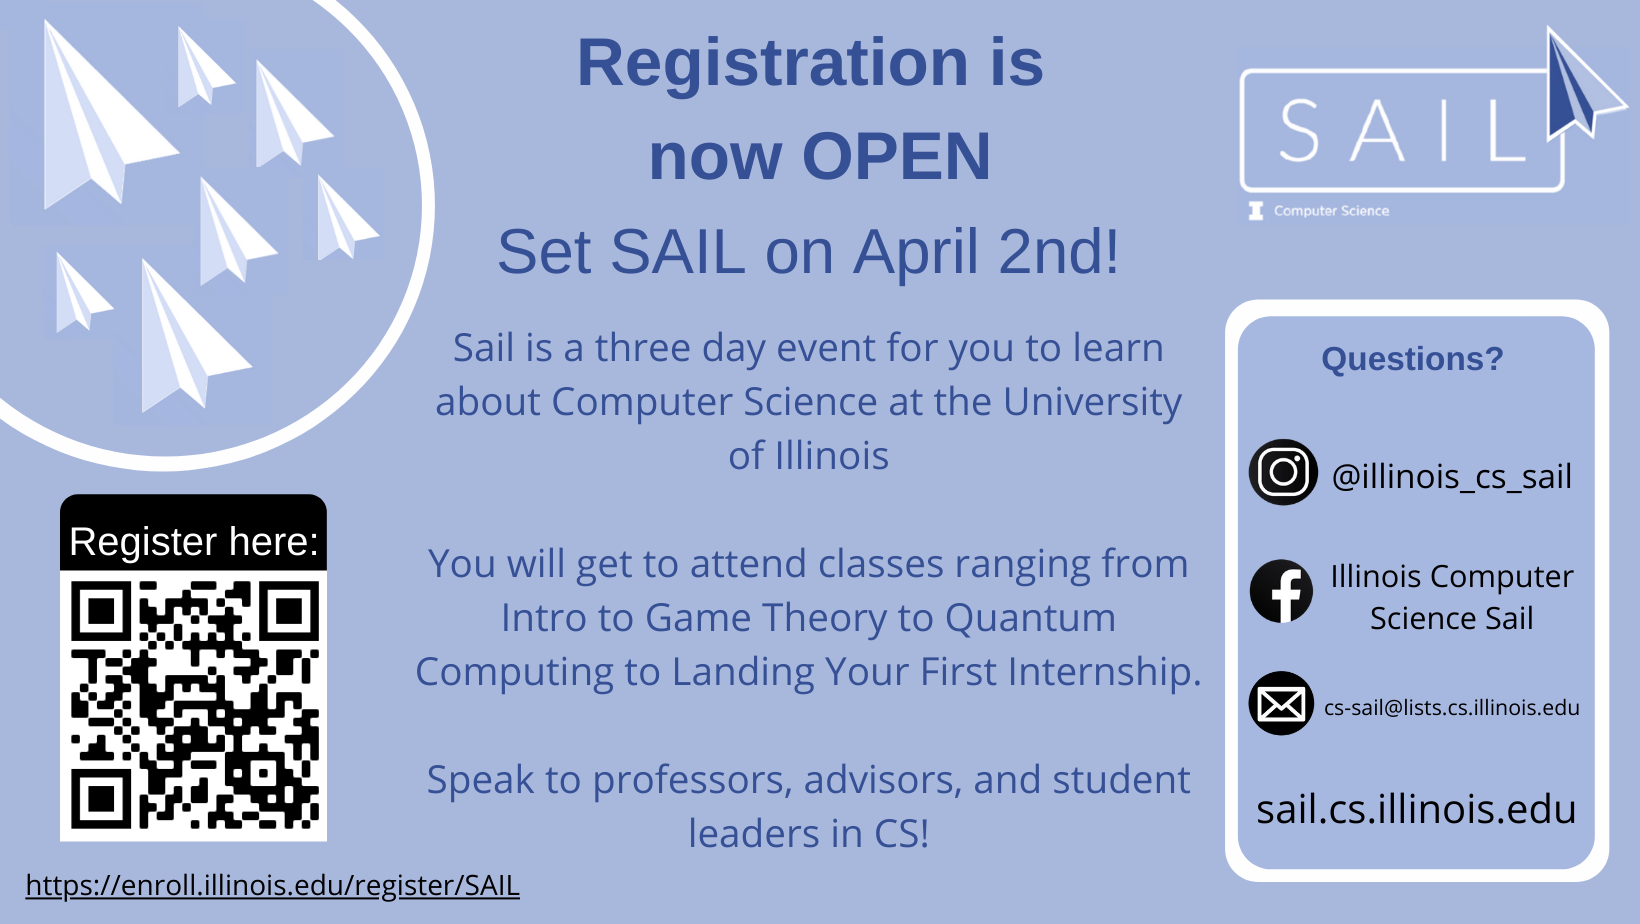 Registration is
now OPEN
Set SAIL on April 2nd!
SAIL
I Computer Science
Sail is a three day event for you to learn
about Computer Science at the University
of Illinois
You will get to attend classes ranging from
Intro to Game Theory to Quantum
Computing to Landing Your First Internship.
Speak to professors, advisors, and student
leaders in CS!
Register here:
https://enroll.illinois.edu/register/SAIL
Questions?
@illinois_cs_sail
Illinois Computer
Science Sail
cs-sail@lists.cs.illinois.edu
sail.cs.illinois.edu